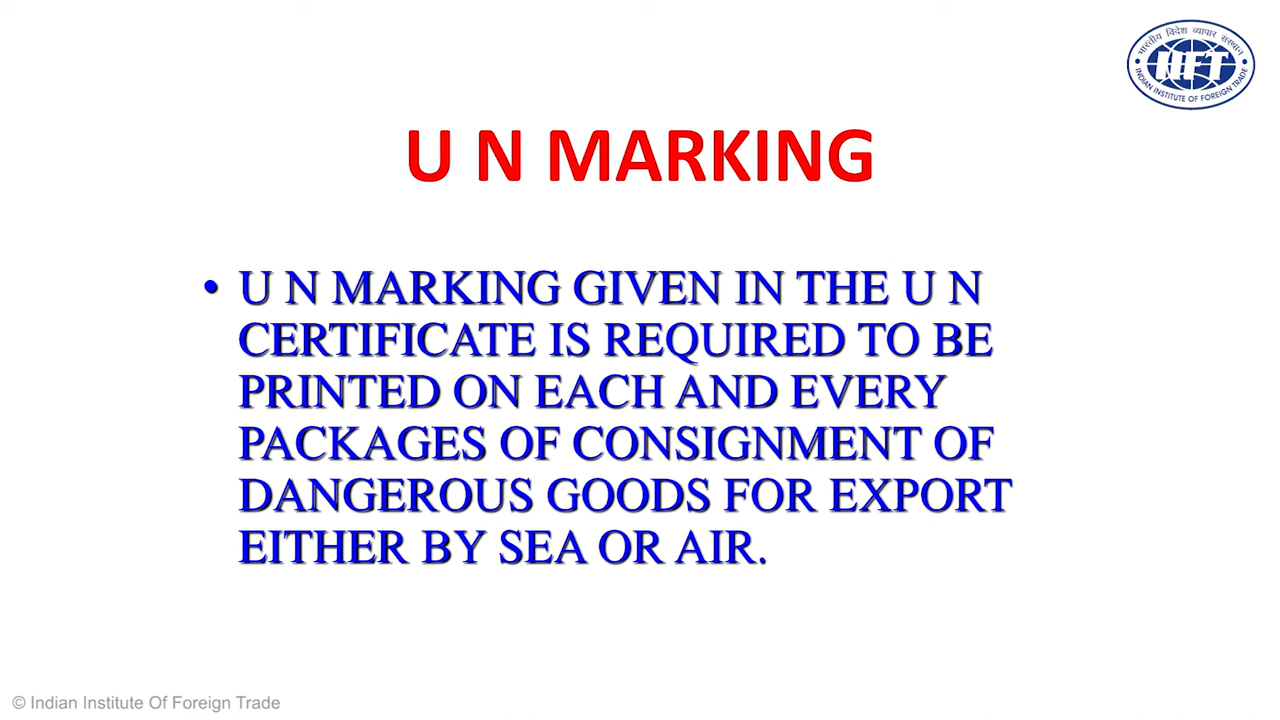 भारतीय विदेश व्यापार संस्थान
IIFT
INDIAN INSTITUTE OF FOREIGN TRADE
U N MARKING
• U N MARKING GIVEN IN THE U N
CERTIFICATE IS REQUIRED TO BE
PRINTED ON EACH AND EVERY
PACKAGES OF CONSIGNMENT OF
DANGEROUS GOODS FOR EXPORT
EITHER BY SEA OR AIR.
© Indian Institute Of Foreign Trade